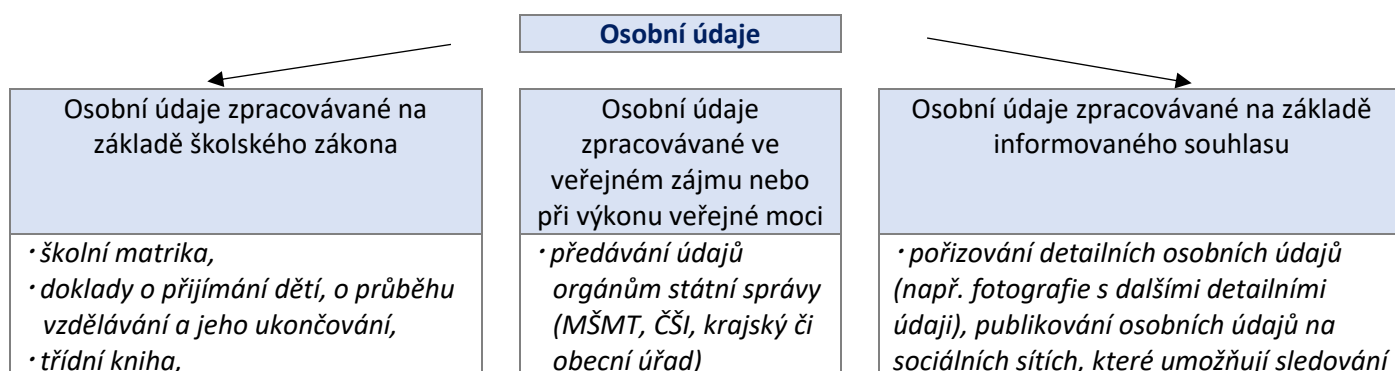 Osobní údaje
Osobní údaje zpracovávané na
základě školského zákona
Osobní údaje
zpracovávané ve
veřejném zájmu nebo
při výkonu veřejné moci
Osobní údaje zpracovávané na základě
informovaného souhlasu
· školní matrika,
· doklady o přijímání dětí, o průběhu
vzdělávání a jeho ukončování,
· třídní kniha,
· předávání údajů
orgánům státní správy
(MŠMT, ČŠI, krajský či
obecní úřad)
· pořizování detailních osobních údajů
(např. fotografie s dalšími detailními
údaji), publikování osobních údajů na
sociálních sítích, které umožňují sledování